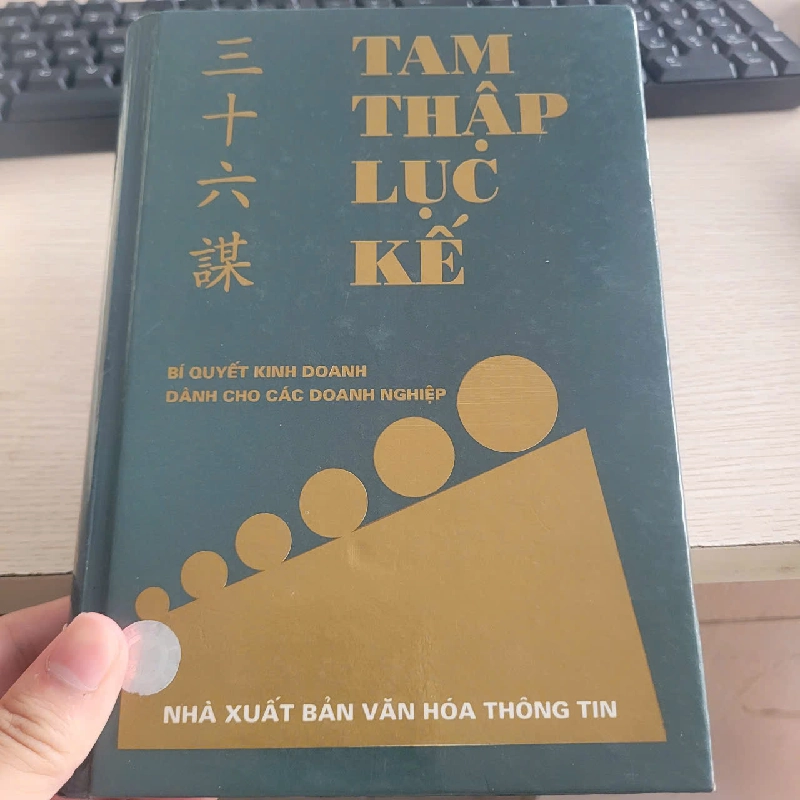 三十六謀
TAM
THẬP
LỤC
KẾ
BÍ QUYẾT KINH DOANH
DÀNH CHO CÁC DOANH NGHIỆP
NHÀ XUẤT BẢN VĂN HÓA THÔNG TIN